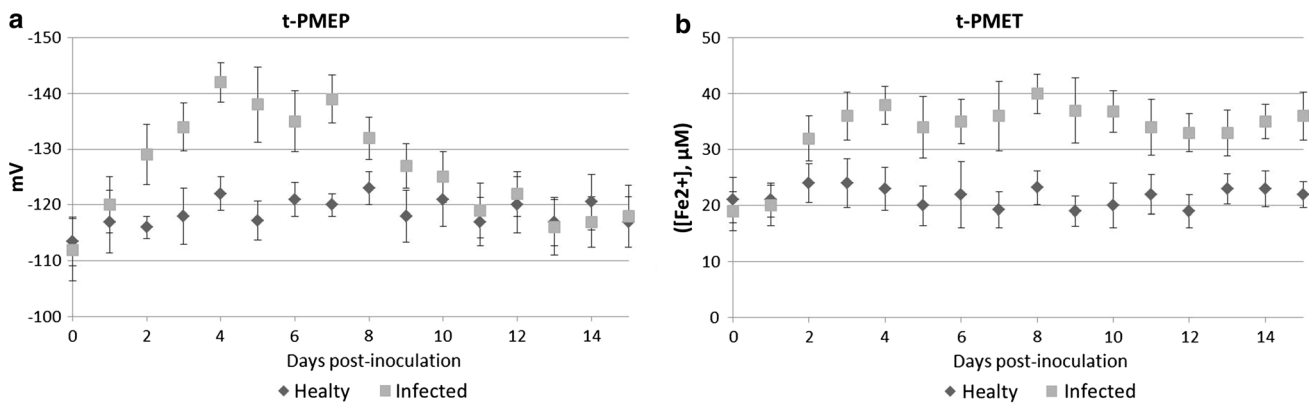 a
t-PMEP
-150
-140
-130
-120
-110
-100
mV
0 2 4 6 8 10 12 14
Days post-inoculation
Healty Infected
b
t-PMET
50
40
30
20
10
0
([Fe2+], µM)
0 2 4 6 8 10 12 14
Days post-inoculation
Healty Infected